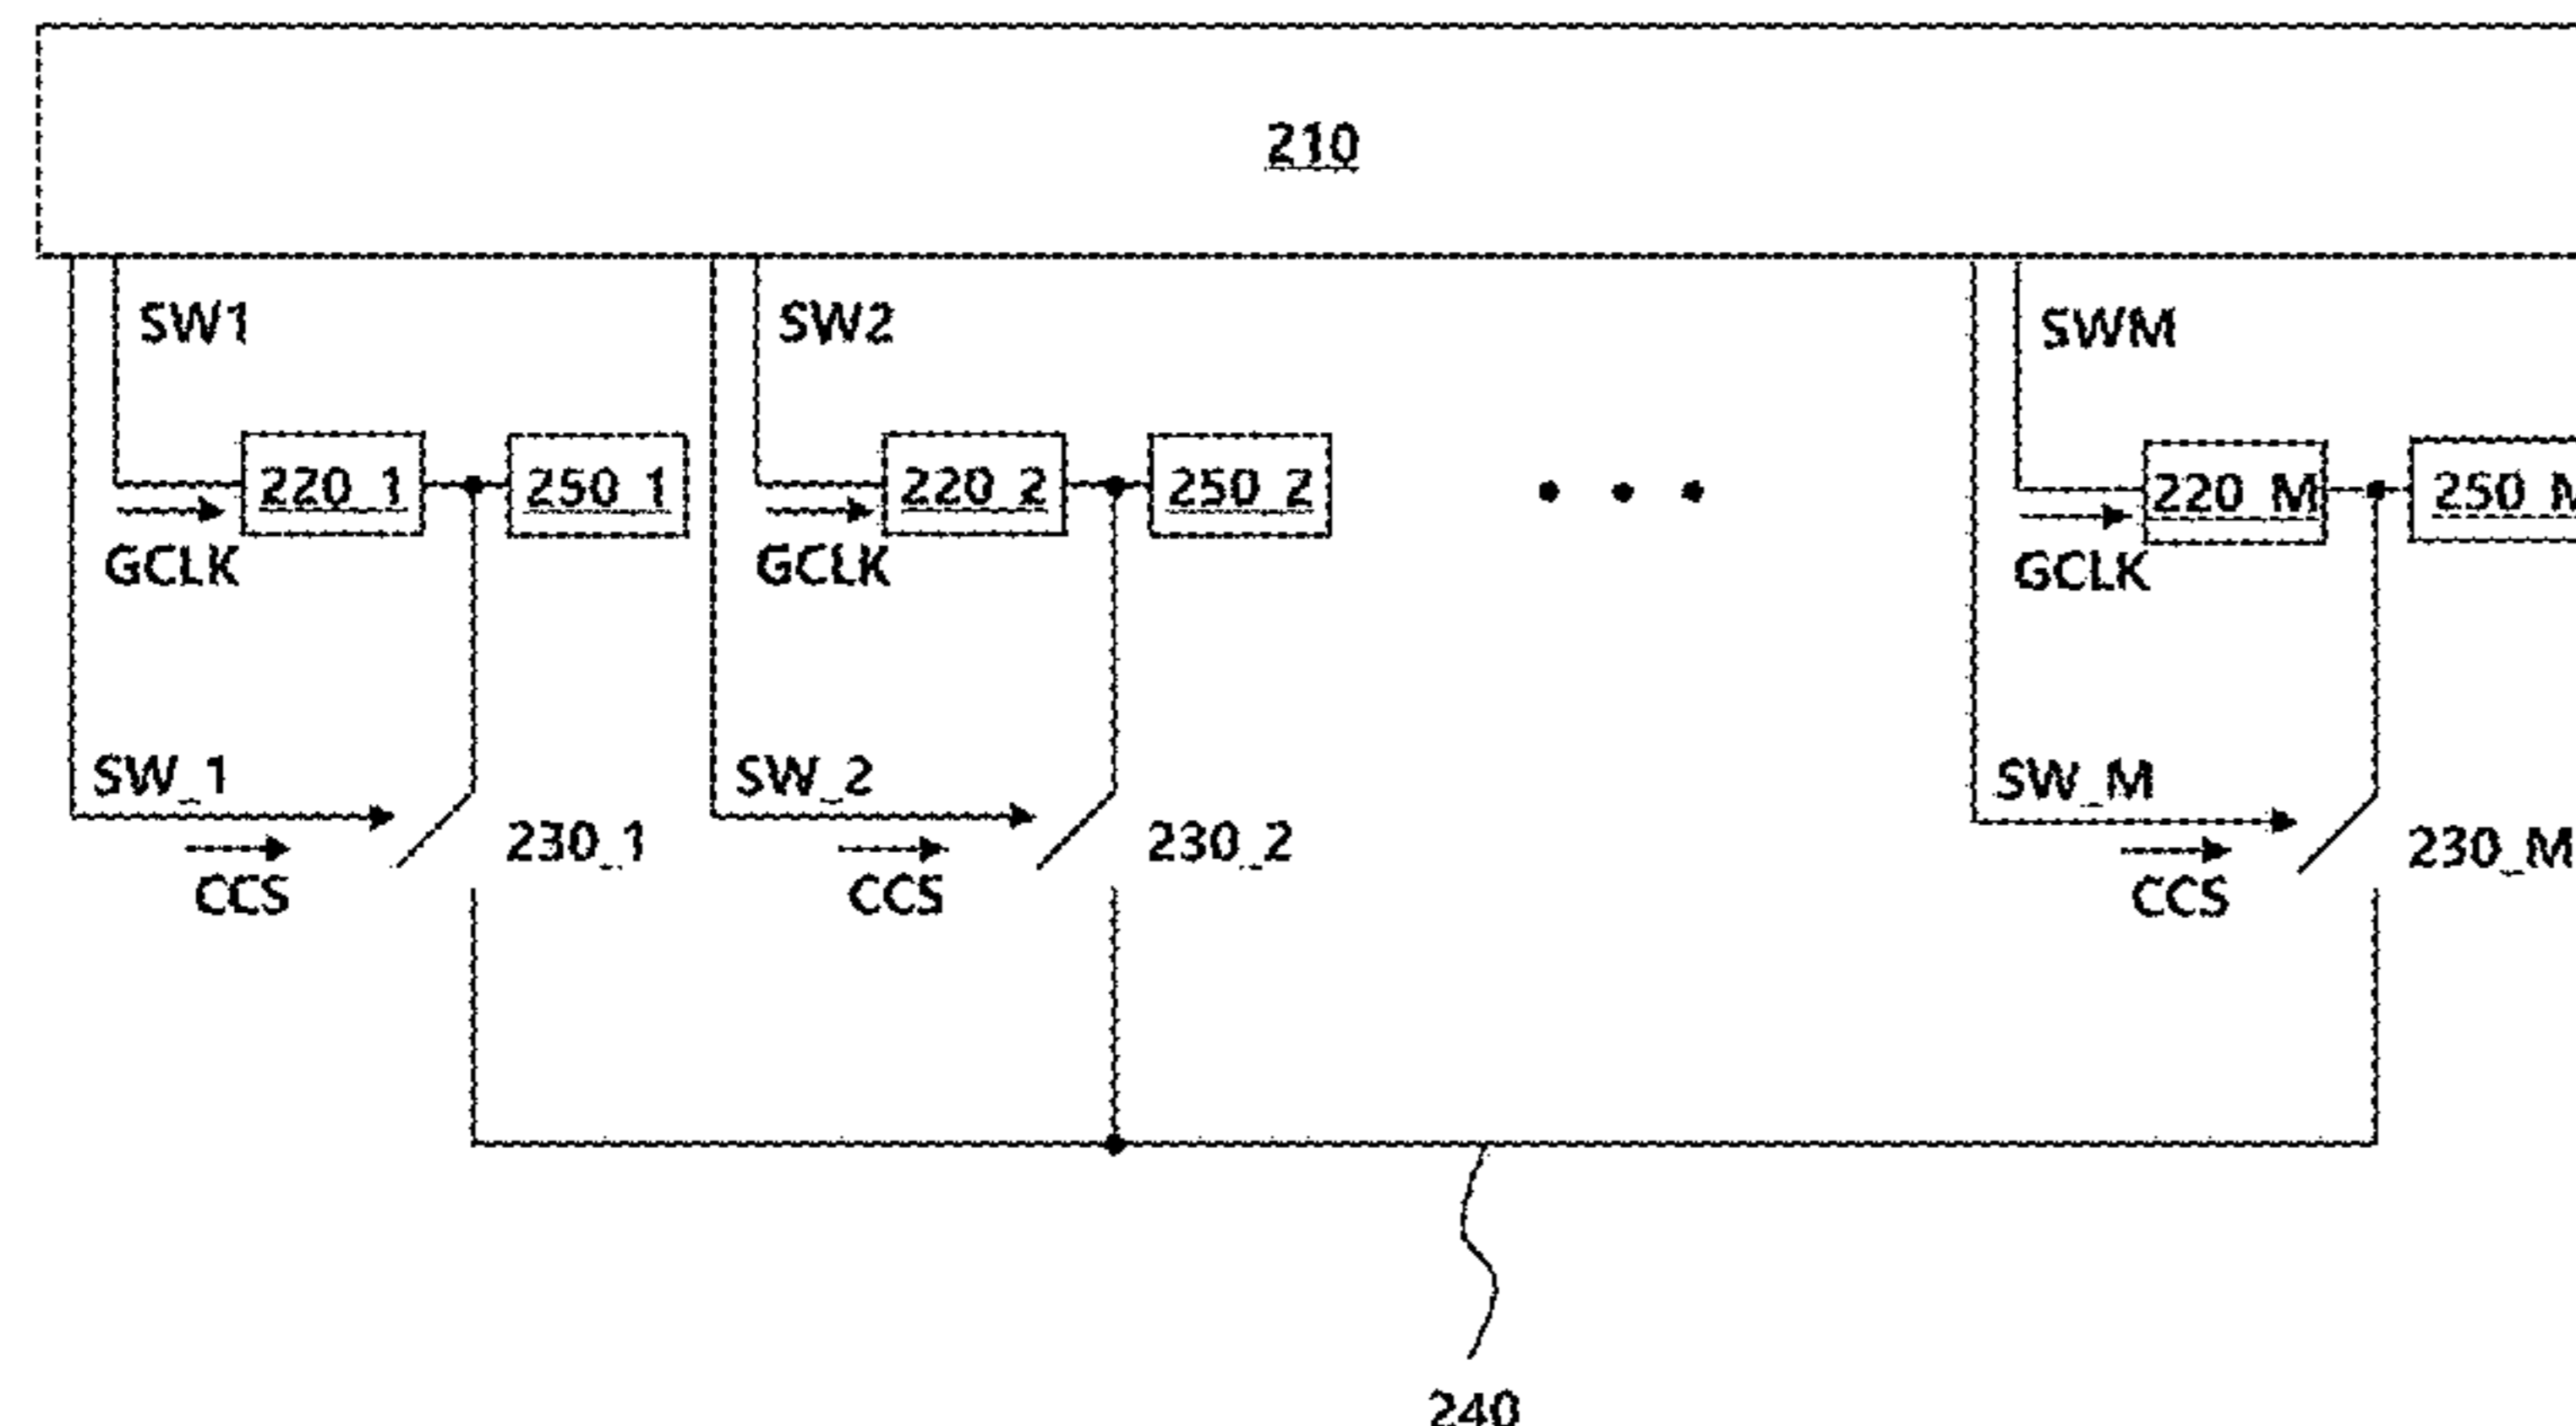 210
SW1 SW2 SWM
220_1 250_1 220_2 250_2 220_M
GCLK GCLK GCLK
SW_1 SW_2 SW_M
230_1 230_2 230_M
CCS CCS CCS
240